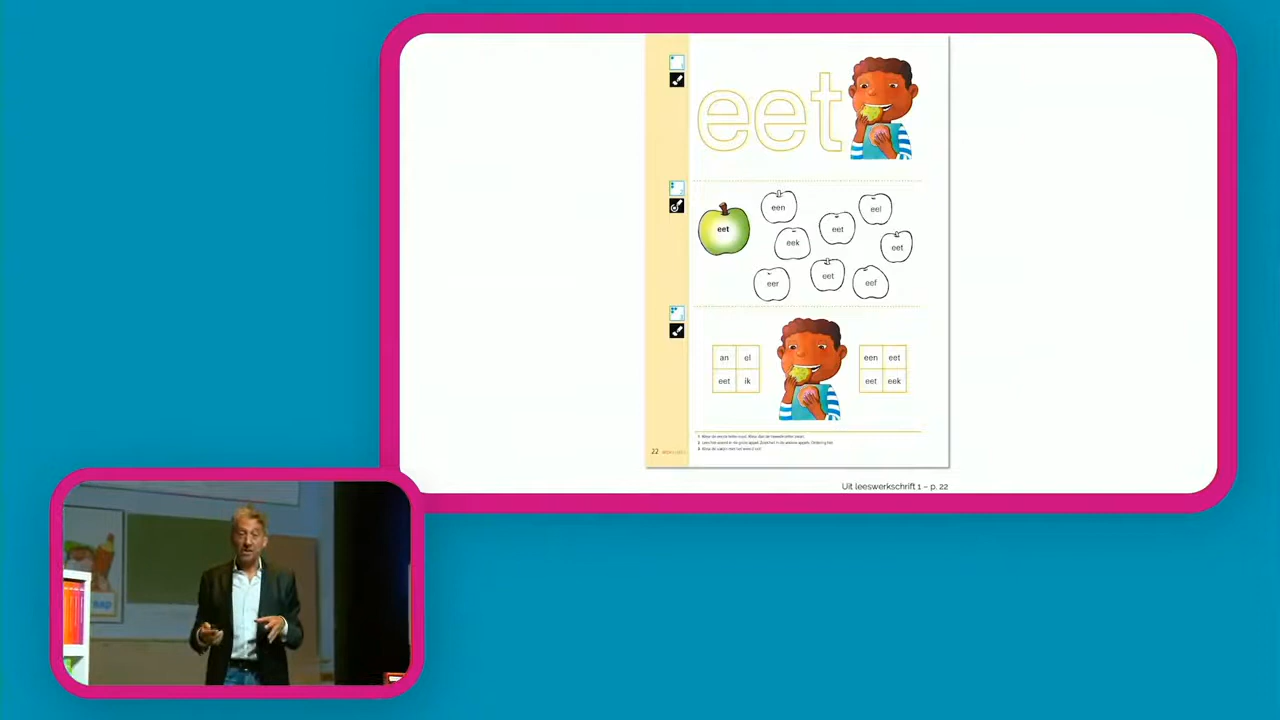 eet
een
eel
eet
eet
eek
eet
eet
eer
eef
an
el
een
eet
eet
ik
eet
eek
22
Uit leeswerkschrift 1 – p. 22